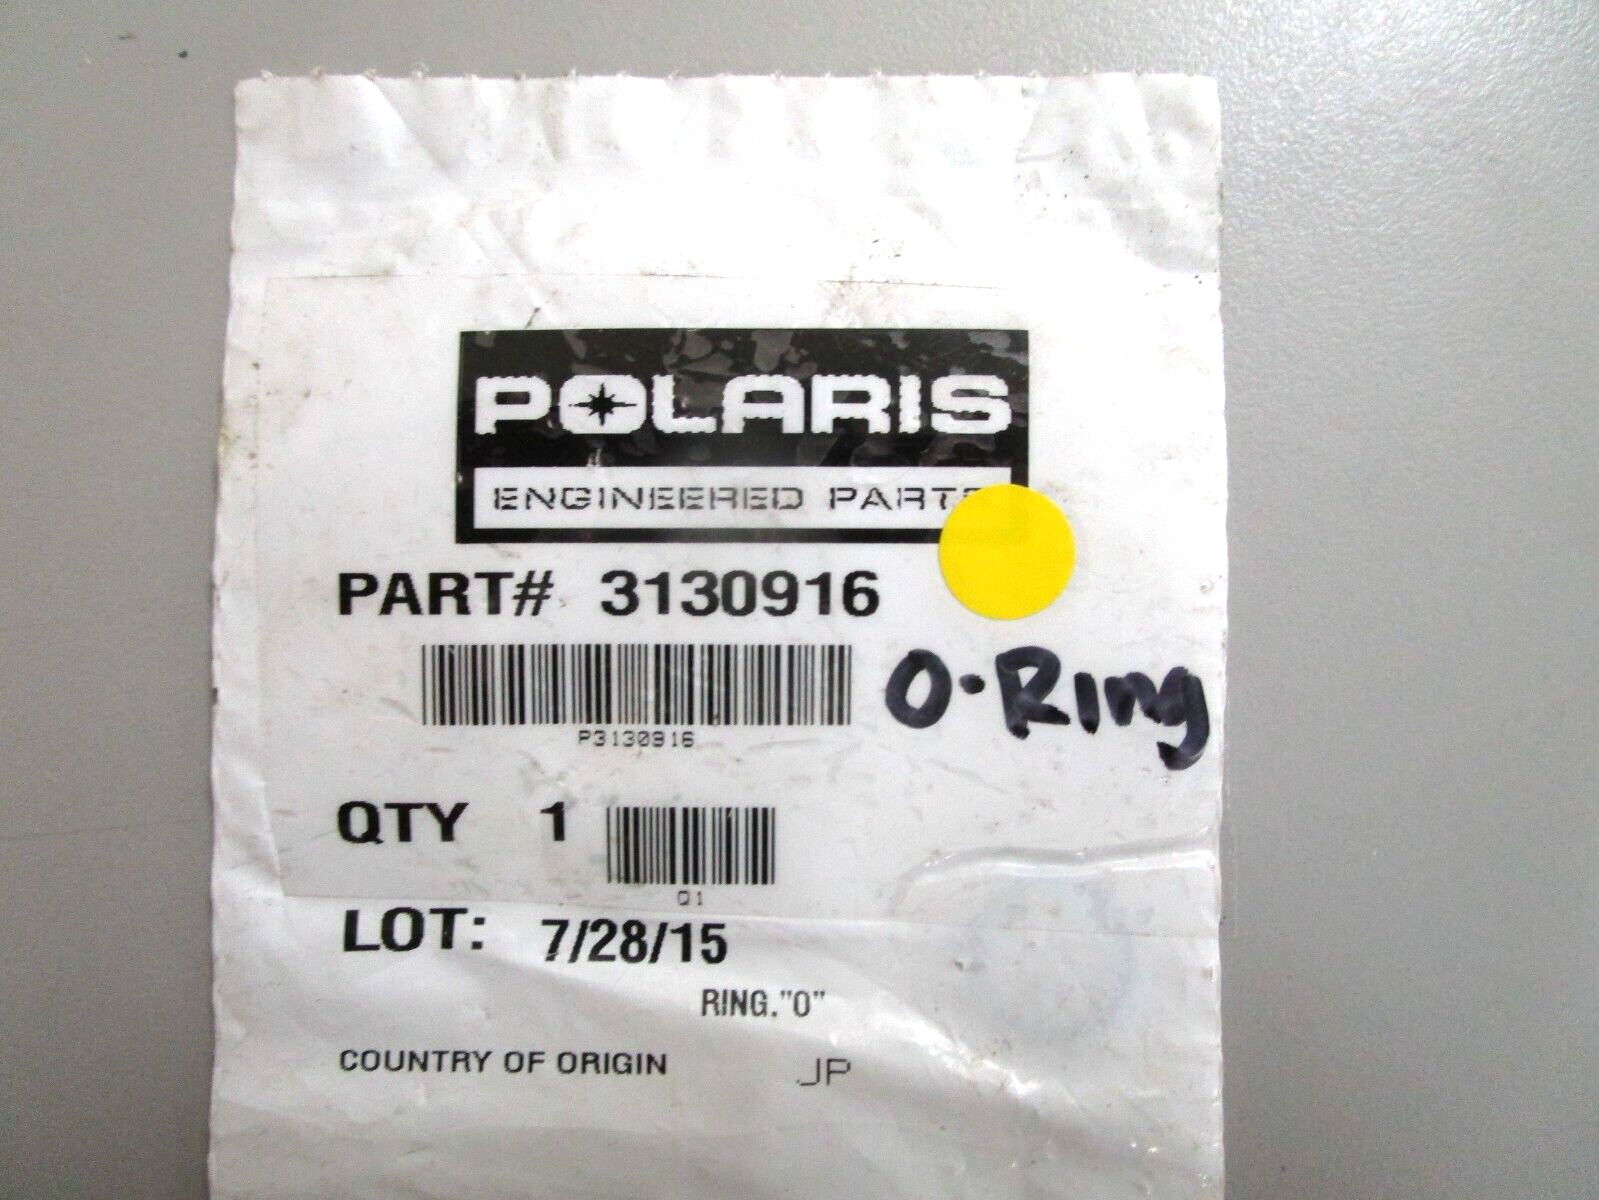 POLARIS
ENGINEERED PARTS
PART# 3130916
P3130916
O-Ring
QTY 1
Q1
LOT: 7/28/15
RING."O"
COUNTRY OF ORIGIN JP